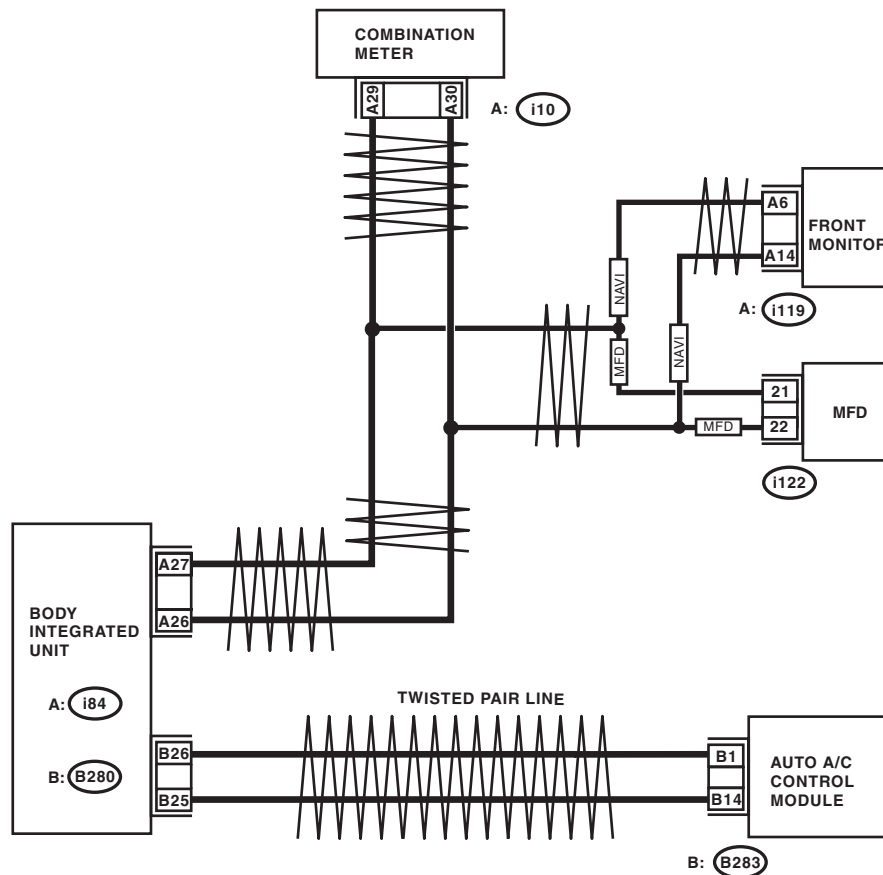 COMBINATION
METER
A29
A30
A: i10
A6
A14
FRONT
MONITOR
A: i119
NAVI
MFD
NAVI
21
22
MFD
MFD
i122
A27
A26
BODY
INTEGRATED
UNIT
A: i84
B: B280
B26
B25
TWISTED PAIR LINE
B1
B14
AUTO A/C
CONTROL
MODULE
B: B283